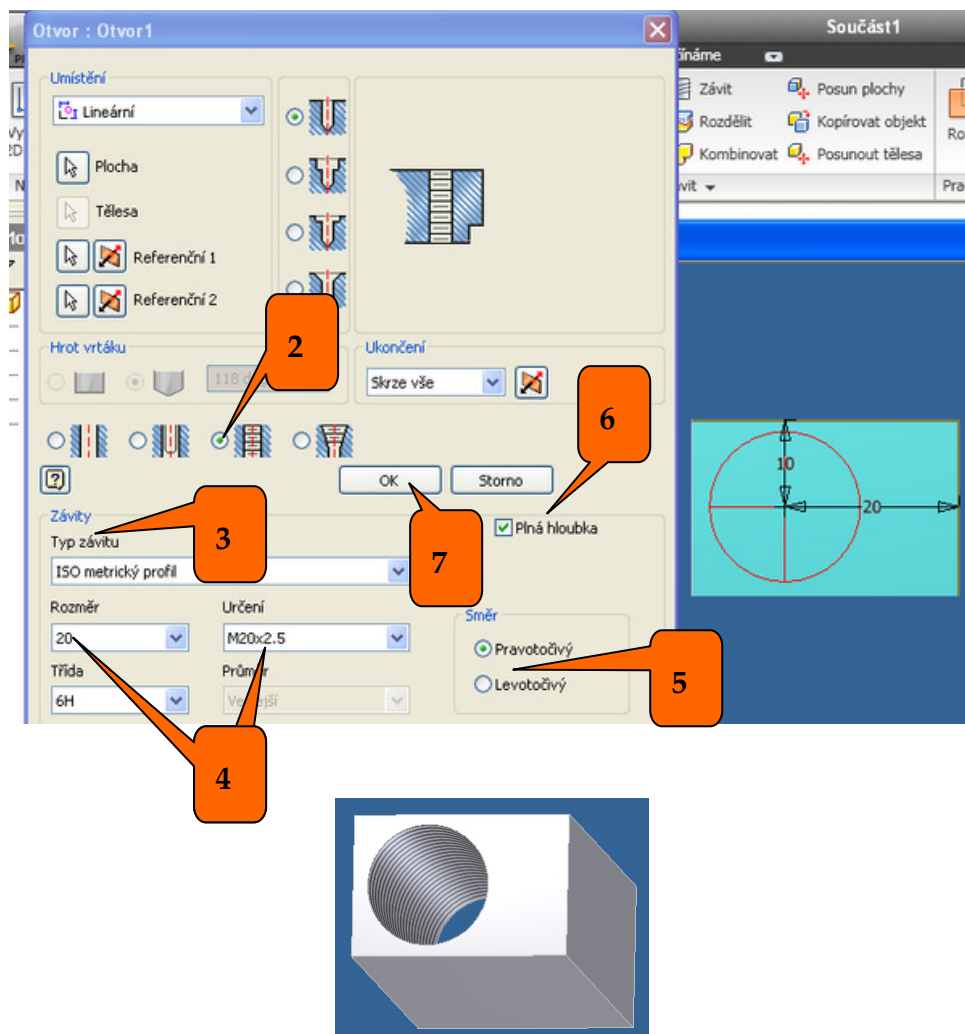 Otvor : Otvor1
Součást1
Umístění
Lineární
Plocha
Tělesa
Referenční 1
Referenční 2
Závit
Posun plochy
Rozdělit
Kopírovat objekt
Kombinovat
Posunout tělesa
Hrot vrtáku
118
Ukončení
Skrze vše
2
6
10
20
OK
Storno
Závity
Typ závitu
ISO metrický profil
3
7
Plná hloubka
Rozměr
Určení
20
M20x2.5
Třída
6H
Směr
Pravotočivý
Levotočivý
5
4